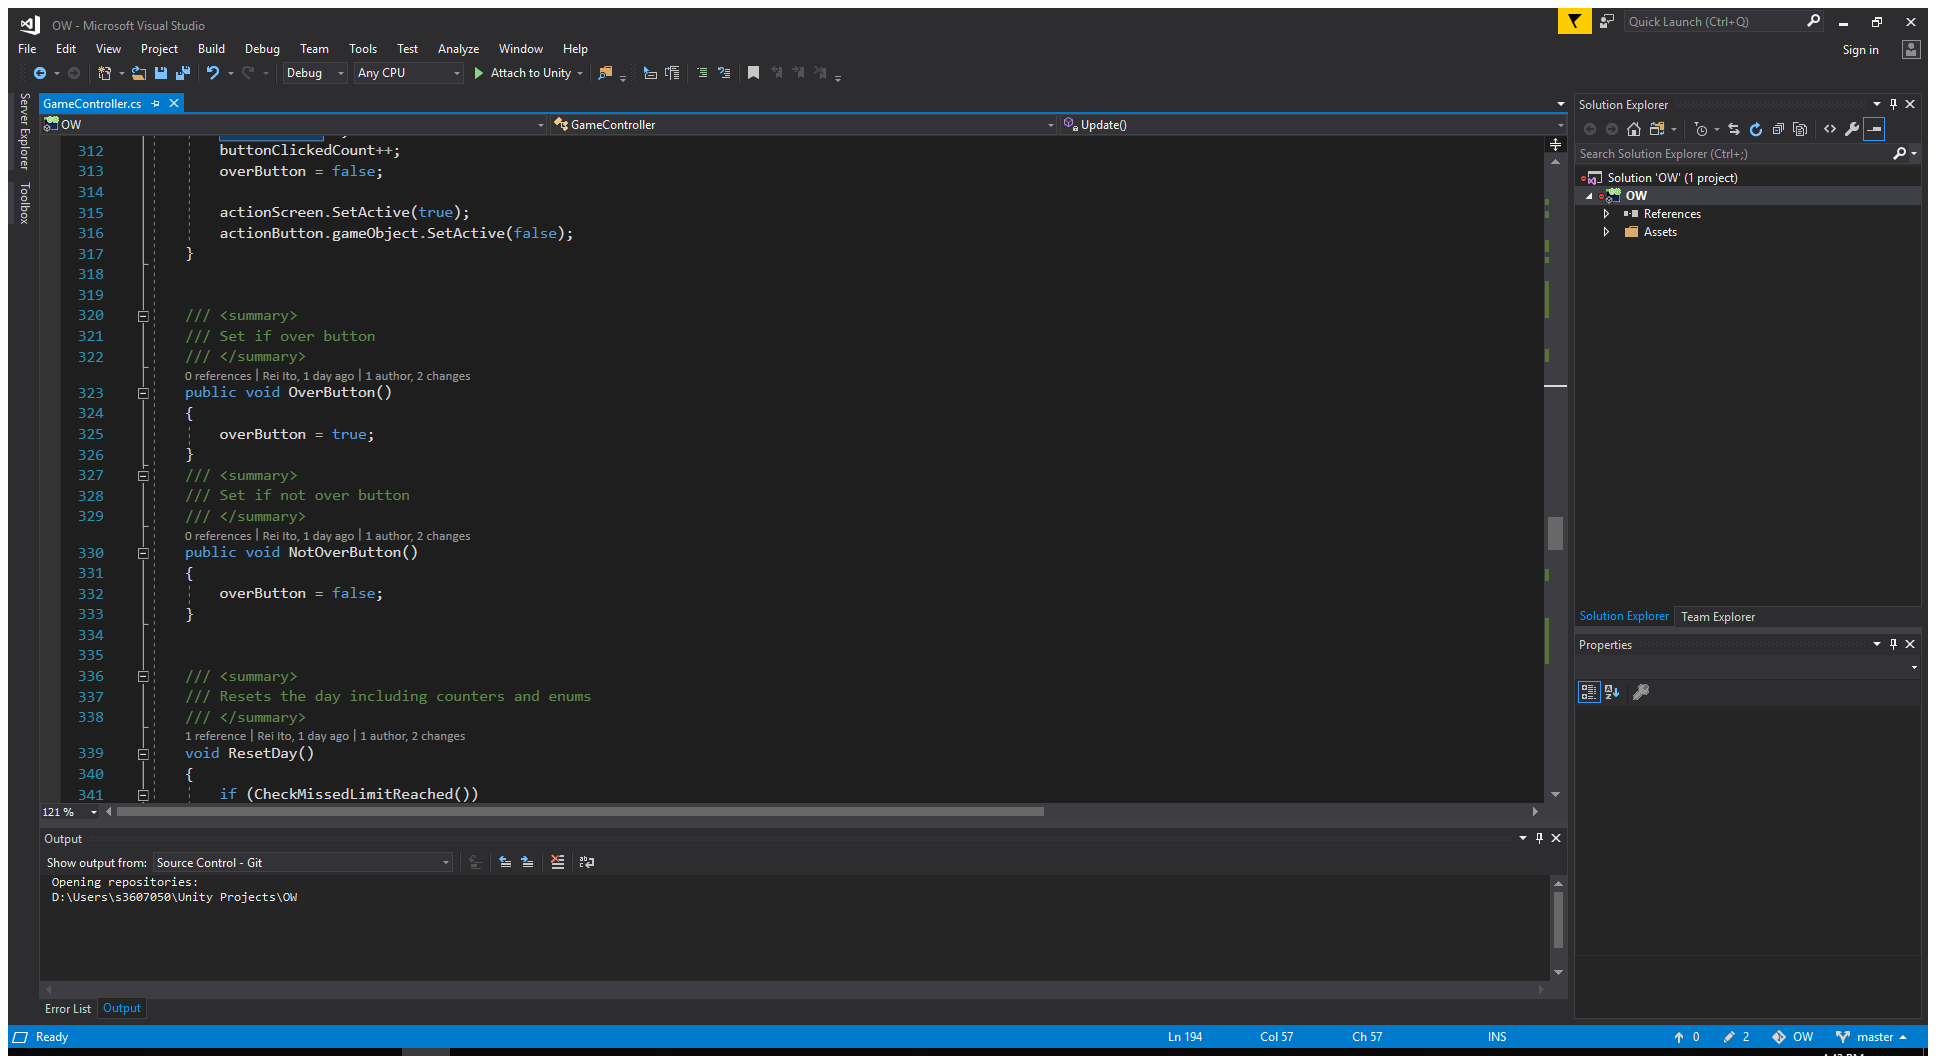 OW - Microsoft Visual Studio
Quick Launch (Ctrl+Q)
File Edit View Project Build Debug Team Tools Test Analyze Window Help
Sign in
Debug Any CPU Attach to Unity
Server Explorer
Toolbox
GameController.cs
OW GameController Update()
312 buttonClickedCount++;
313 overButton = false;
314
315 actionScreen.SetActive(true);
316 actionButton.gameObject.SetActive(false);
317 }
318
319
320 /// <summary>
321 /// Set if over button
322 /// </summary>
0 references | Rei Ito, 1 day ago | 1 author, 2 changes
323 public void OverButton()
324 {
325 overButton = true;
326 }
327 /// <summary>
328 /// Set if not over button
329 /// </summary>
0 references | Rei Ito, 1 day ago | 1 author, 2 changes
330 public void NotOverButton()
331 {
332 overButton = false;
333 }
334
335
336 /// <summary>
337 /// Resets the day including counters and enums
338 /// </summary>
1 reference | Rei Ito, 1 day ago | 1 author, 2 changes
339 void ResetDay()
340 {
341 if (CheckMissedLimitReached())
121 %
Output
Show output from: Source Control - Git
Opening repositories:
D:\Users\s3607050\Unity Projects\OW
Error List Output
Solution Explorer
Search Solution Explorer (Ctrl+;)
Solution 'OW' (1 project)
OW
References
Assets
Solution Explorer Team Explorer
Properties
Ready Ln 194 Col 57 Ch 57 INS 0 2 OW master